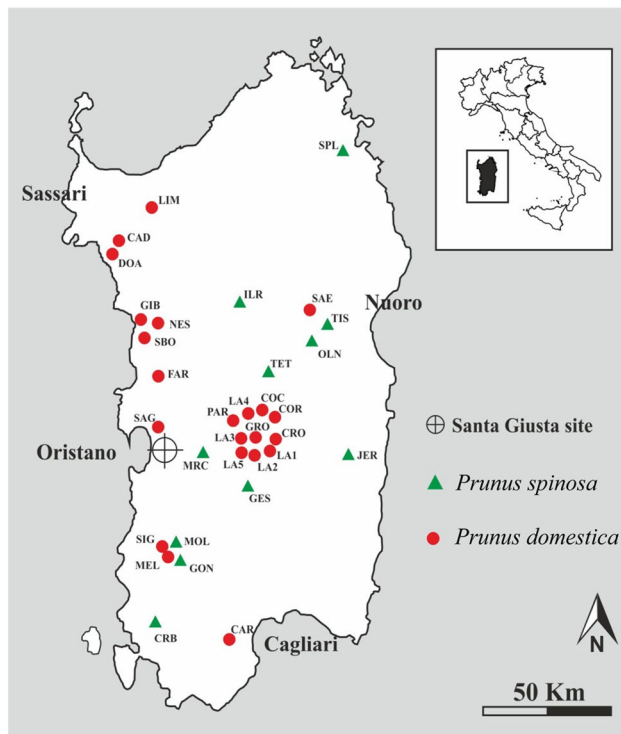 SPL
Sassari
LIM
CAD
DOA
ILR
SAE
Nuoro
GIB
NES
TIS
SBO
OLN
TET
FAR
LA4
COC
PAR
COR
SAG
GRO
LA3
CRO
Oristano
MRC
LA5
LA2
LA1
JER
GES
SIG
MOL
MEL
GON
CRB
CAR
Cagliari
Santa Giusta site
Prunus spinosa
Prunus domestica
N
50 Km